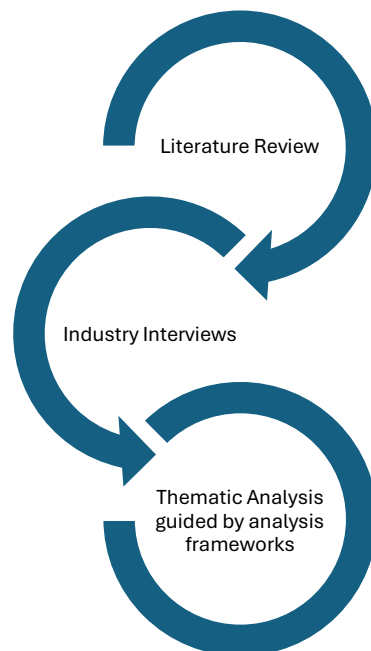 Literature Review
Industry Interviews
Thematic Analysis
guided by analysis
frameworks